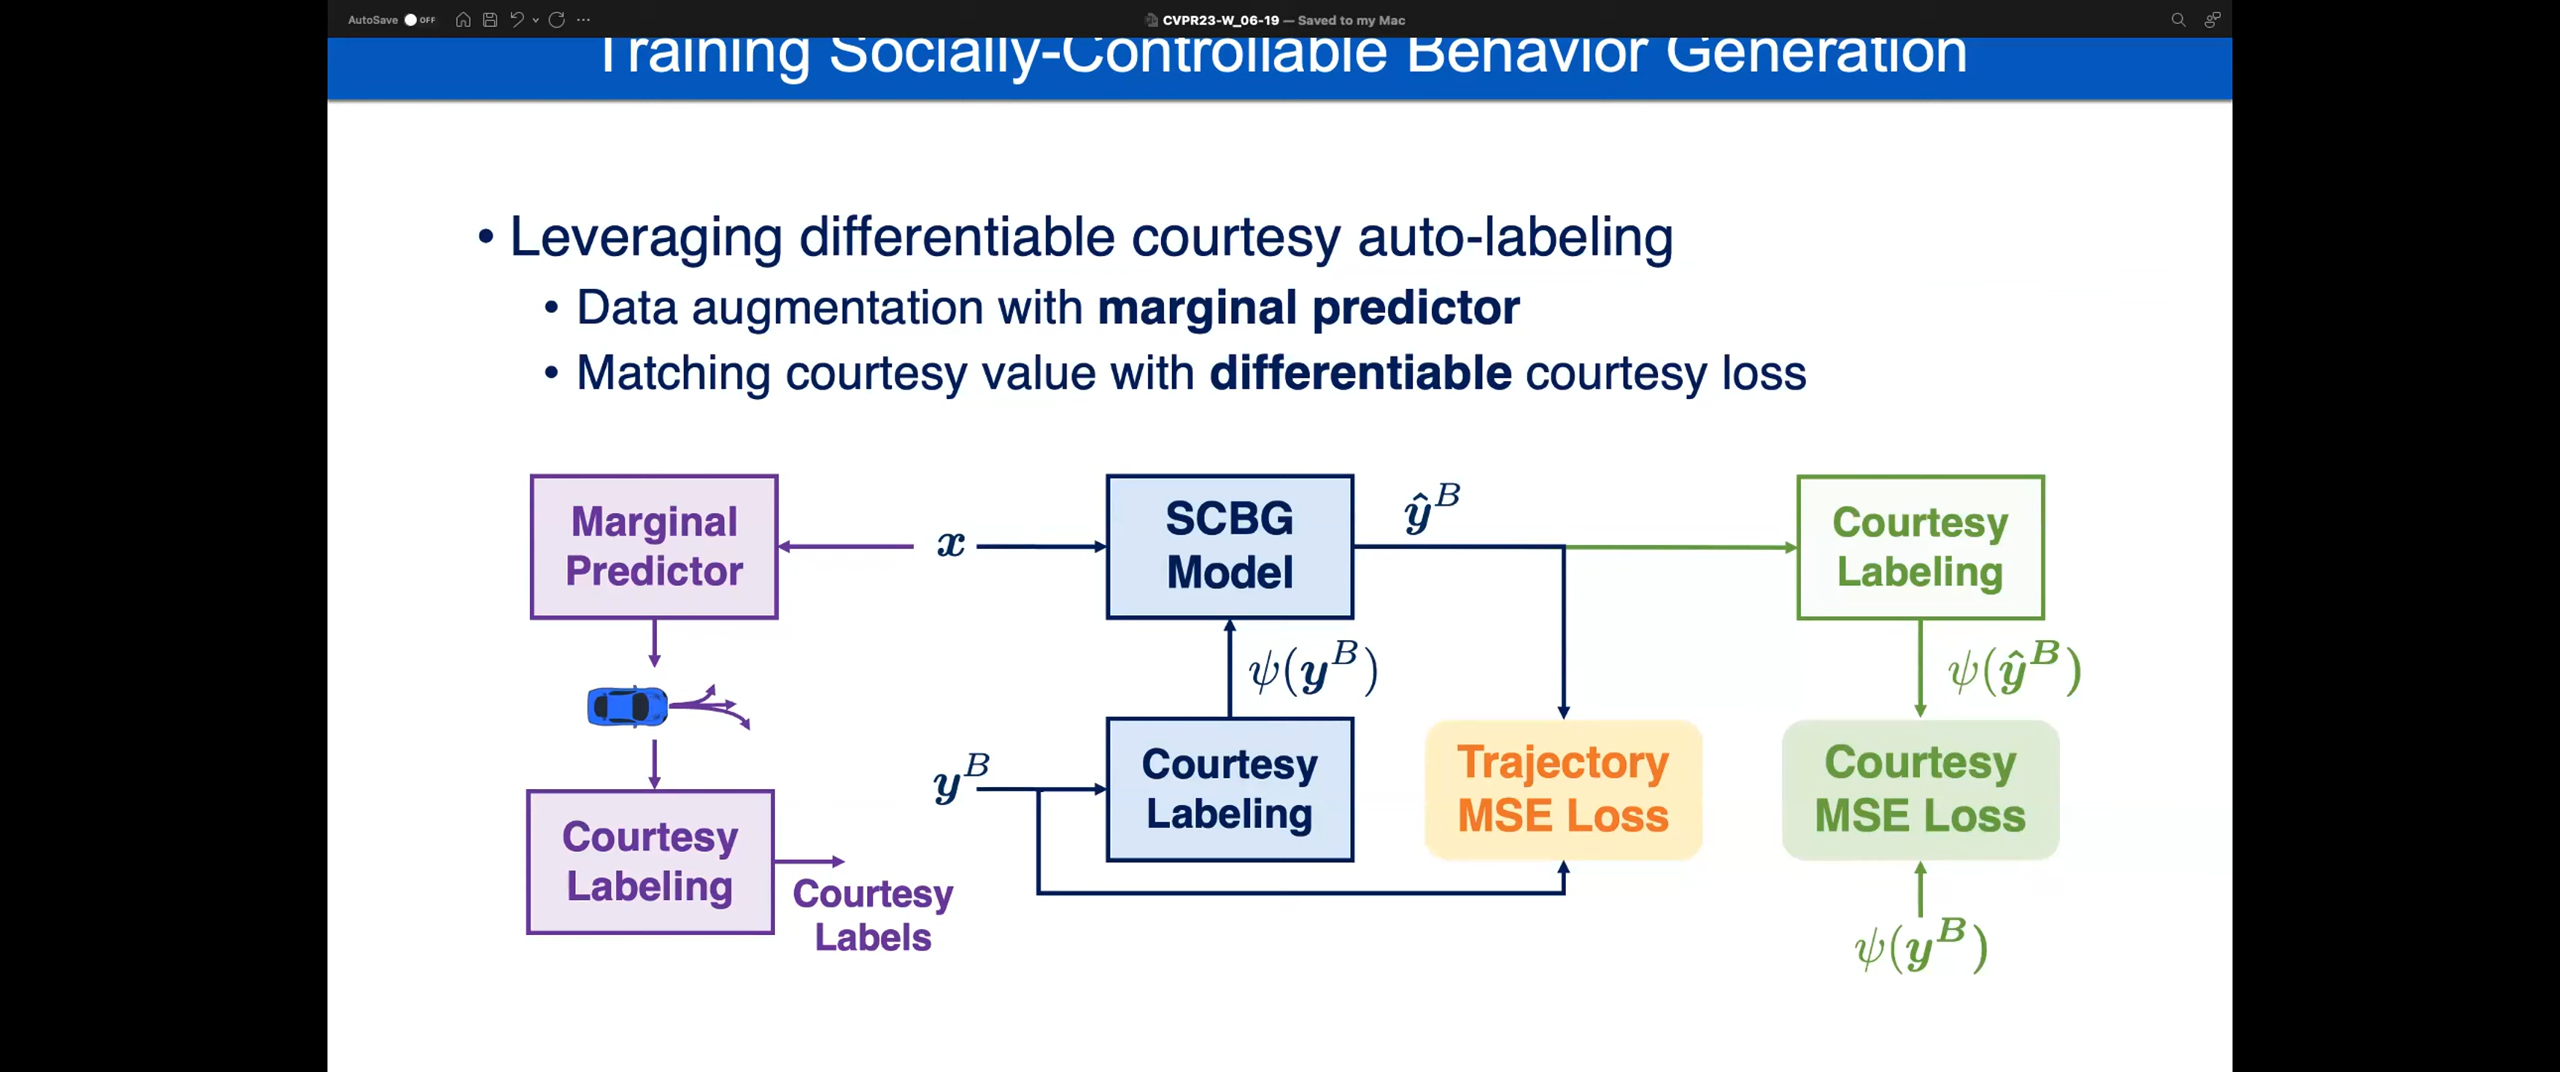 AutoSave OFF
CVPR23-W_06-19 — Saved to my Mac
Training Socially-Controllable Behavior Generation
• Leveraging differentiable courtesy auto-labeling
• Data augmentation with marginal predictor
• Matching courtesy value with differentiable courtesy loss
Marginal
Predictor
x
SCBG
Model
ŷ^B
Courtesy
Labeling
ψ(y^B)
ψ(ŷ^B)
y^B
Courtesy
Labeling
Trajectory
MSE Loss
Courtesy
MSE Loss
Courtesy
Labeling
Courtesy
Labels
ψ(y^B)